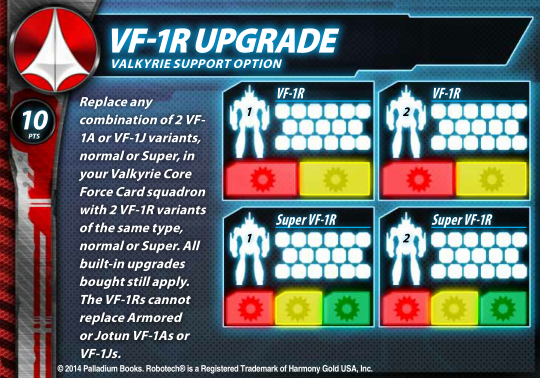 VF-1R UPGRADE
VALKYRIE SUPPORT OPTION
10
PTS
Replace any
combination of 2 VF-
1A or VF-1J variants,
normal or Super, in
your Valkyrie Core
Force Card squadron
with 2 VF-1R variants
of the same type,
normal or Super. All
built-in upgrades
bought still apply.
The VF-1Rs cannot
replace Armored
or Jotun VF-1As or
VF-1Js.
VF-1R
1
VF-1R
2
Super VF-1R
1
Super VF-1R
2
© 2014 Palladium Books. Robotech® is a Registered Trademark of Harmony Gold USA, Inc.